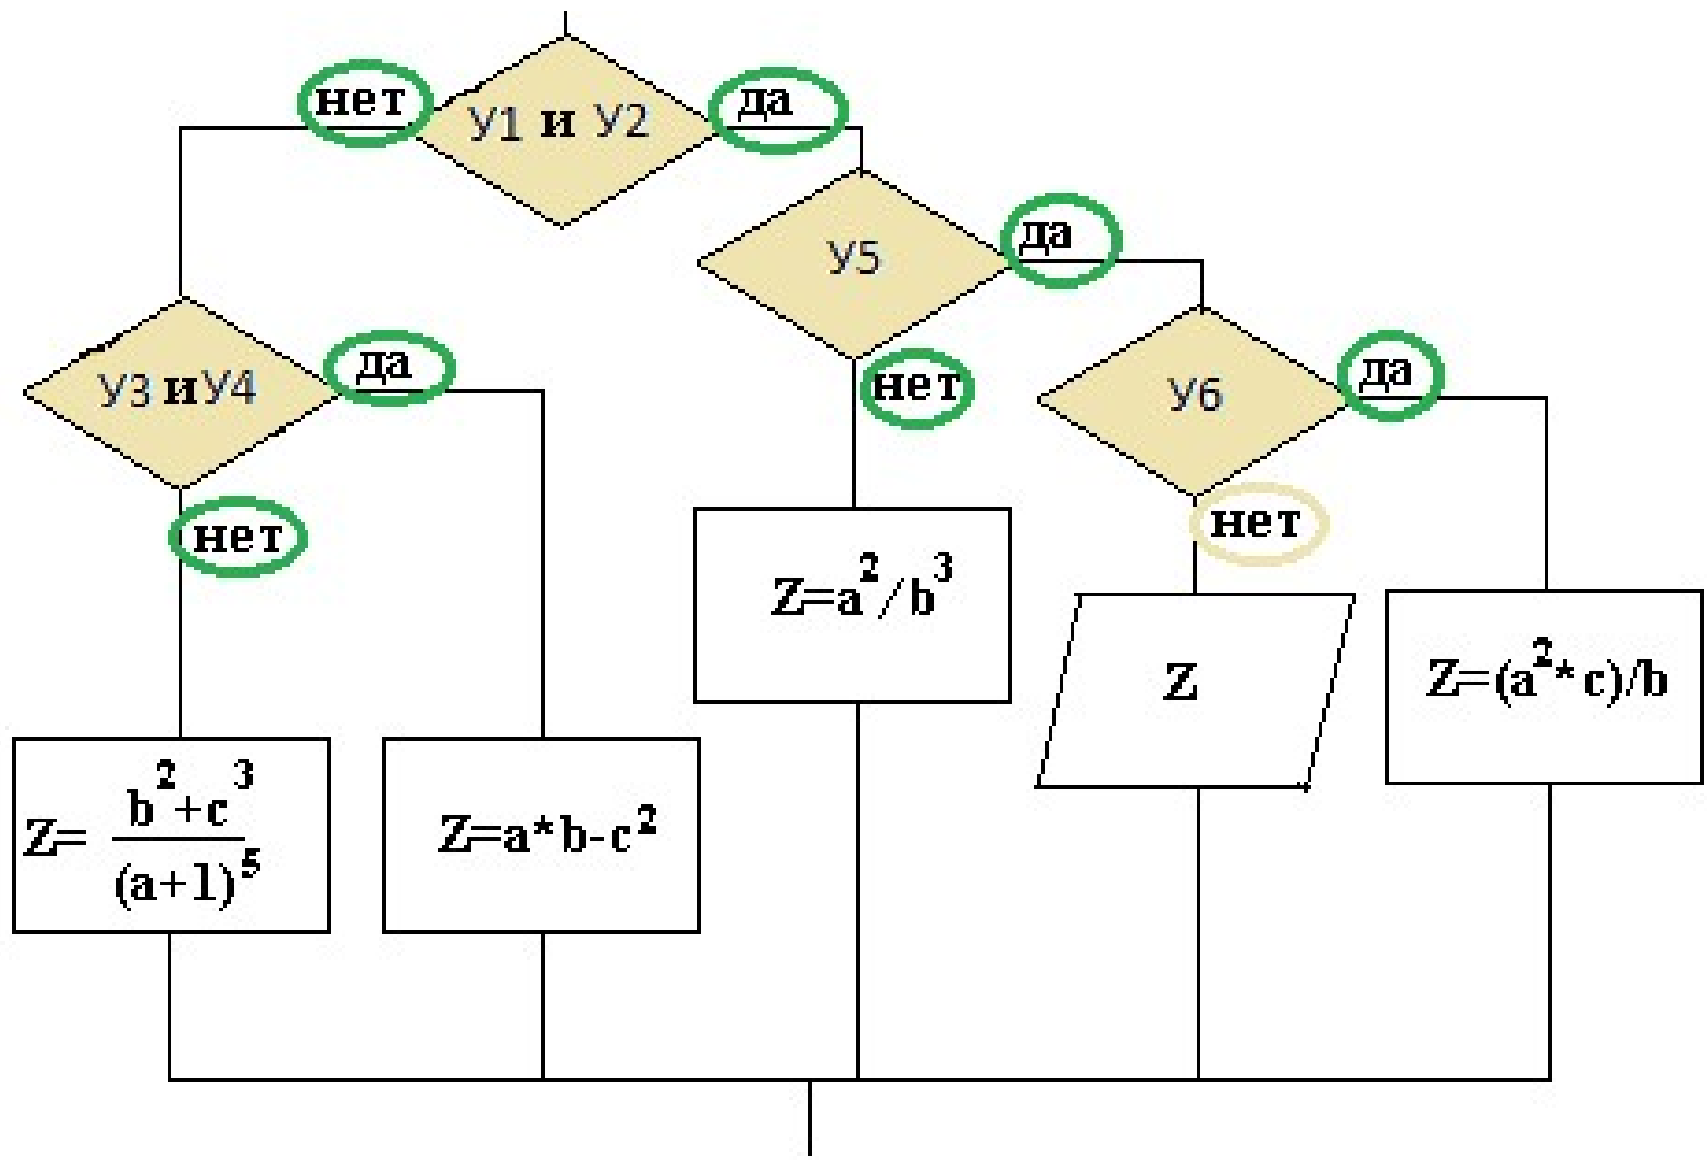 нет
У1 и У2
да
У5
да
нет
У3 и У4
да
нет
У6
да
нет
Z=a²/b³
Z
Z=(a²*c)/b
Z= b²+c³
(a+1)⁵
Z=a*b-c²